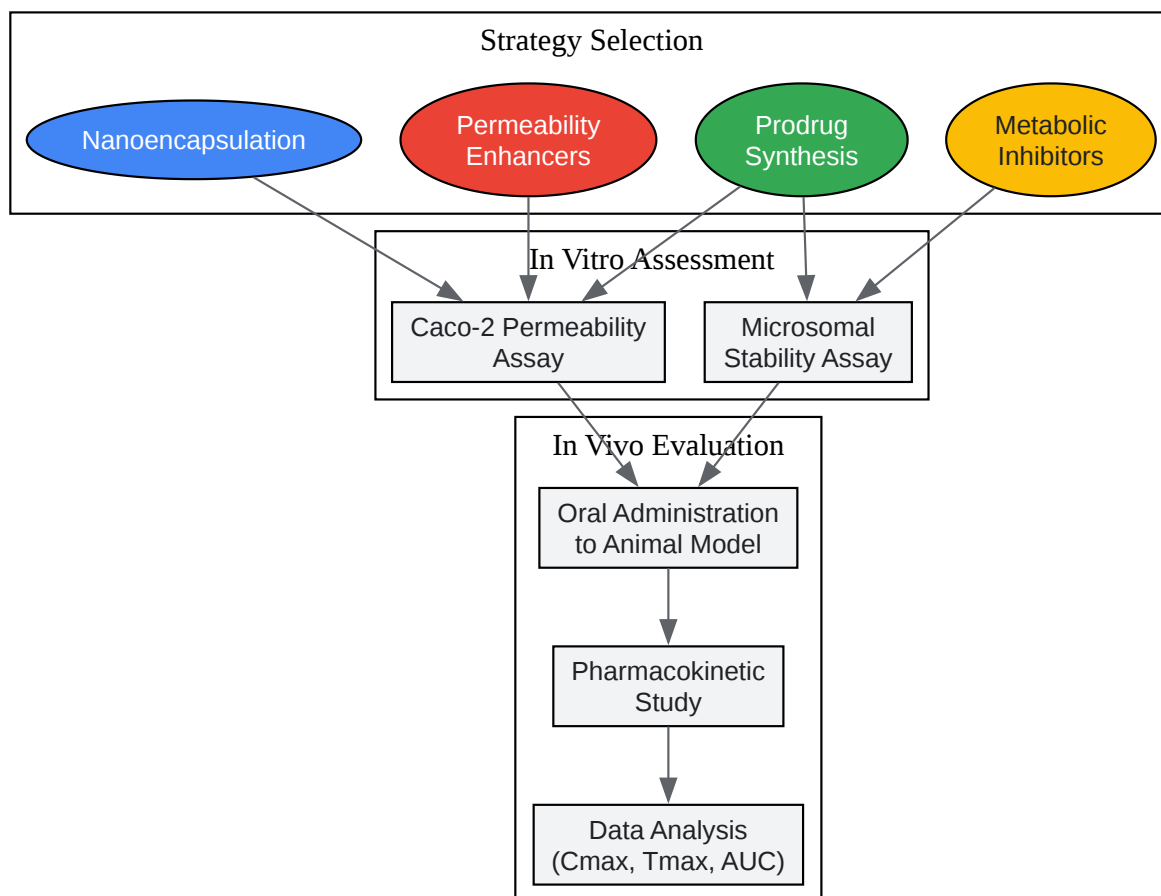 Strategy Selection
Nanoencapsulation
Permeability
Enhancers
Prodrug
Synthesis
Metabolic
Inhibitors
In Vitro Assessment
Caco-2 Permeability
Assay
Microsomal
Stability Assay
In Vivo Evaluation
Oral Administration
to Animal Model
Pharmacokinetic
Study
Data Analysis
(Cmax, Tmax, AUC)